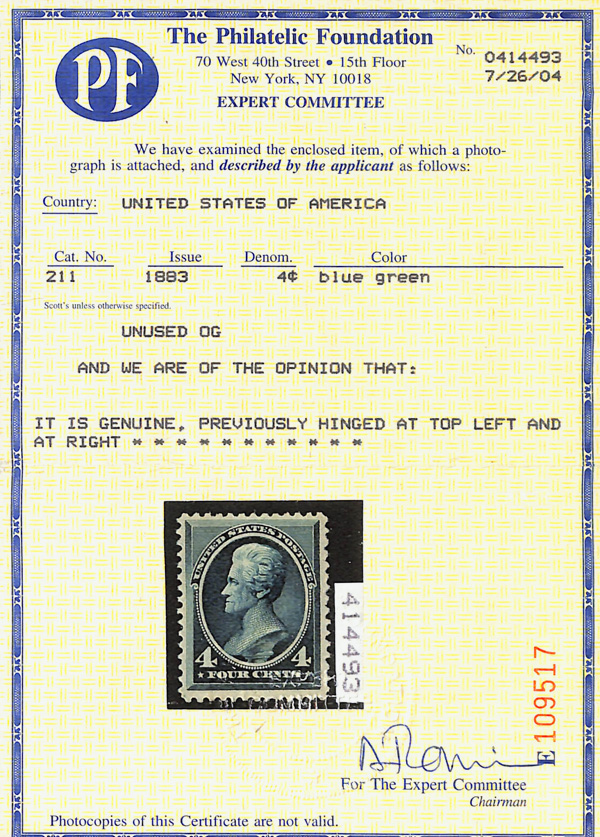 PF
The Philatelic Foundation
70 West 40th Street • 15th Floor
New York, NY 10018
EXPERT COMMITTEE
No. 0414493
7/26/04
We have examined the enclosed item, of which a photo-
graph is attached, and described by the applicant as follows:
Country: UNITED STATES OF AMERICA
Cat. No. Issue Denom. Color
211 1883 4¢ blue green
Scott's unless otherwise specified.
UNUSED OG
AND WE ARE OF THE OPINION THAT:
IT IS GENUINE, PREVIOUSLY HINGED AT TOP LEFT AND
AT RIGHT * * * * * * * * * * *
UNITED STATES POSTAGE
4 4
FOUR CENTS
414493
E109517
For The Expert Committee
Chairman
Photocopies of this Certificate are not valid.